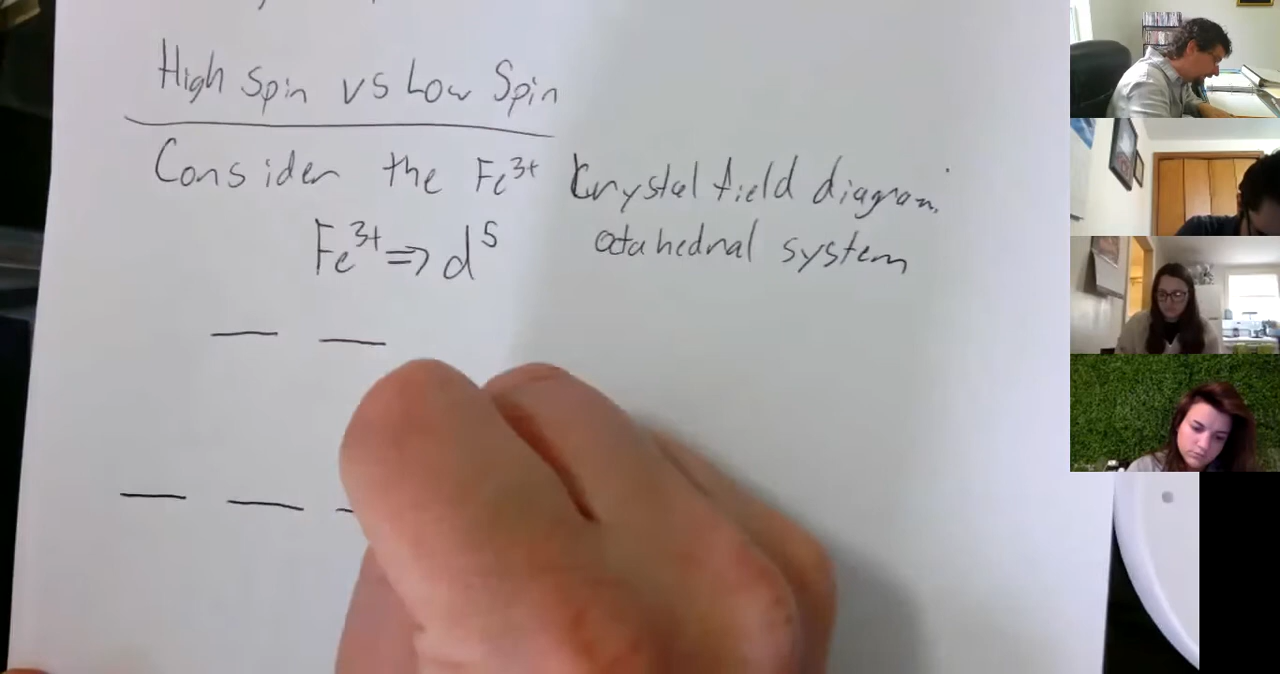 High Spin vs Low Spin
Consider the Fe³⁺ Crystal field diagram.
Fe³⁺ ⇒ d⁵ octahedral system